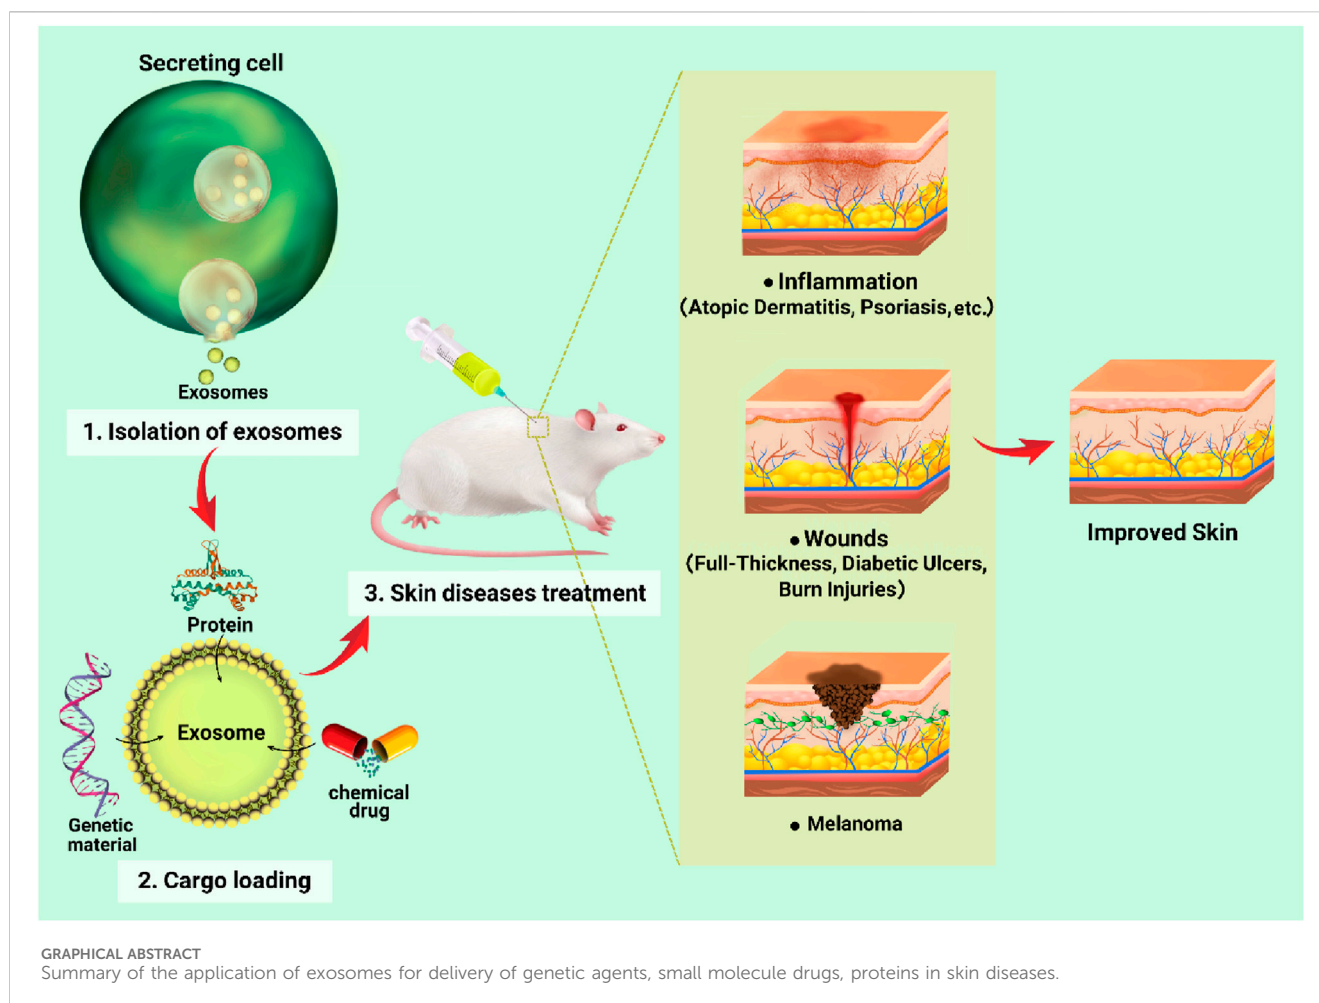 Secreting cell
Exosomes
1. Isolation of exosomes
Protein
Exosome
Genetic
material
chemical
drug
2. Cargo loading
3. Skin diseases treatment
• Inflammation
(Atopic Dermatitis, Psoriasis, etc.)
• Wounds
(Full-Thickness, Diabetic Ulcers,
Burn Injuries)
• Melanoma
Improved Skin
GRAPHICAL ABSTRACT
Summary of the application of exosomes for delivery of genetic agents, small molecule drugs, proteins in skin diseases.